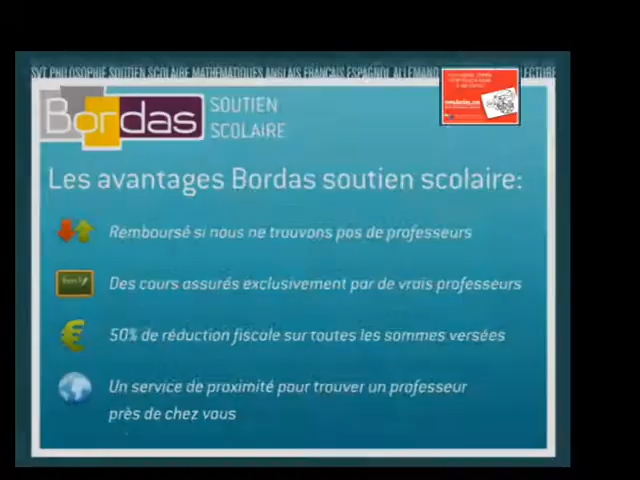 SVT PHILOSOPHIE SOUTIEN SCOLAIRE MATHÉMATIQUES ANGLAIS FRANÇAIS ESPAGNOL ALLEMAND LECTURE
Bordas SOUTIEN
SCOLAIRE
Les avantages Bordas soutien scolaire:
Remboursé si nous ne trouvons pas de professeurs
Des cours assurés exclusivement par de vrais professeurs
50% de réduction fiscale sur toutes les sommes versées
Un service de proximité pour trouver un professeur
près de chez vous